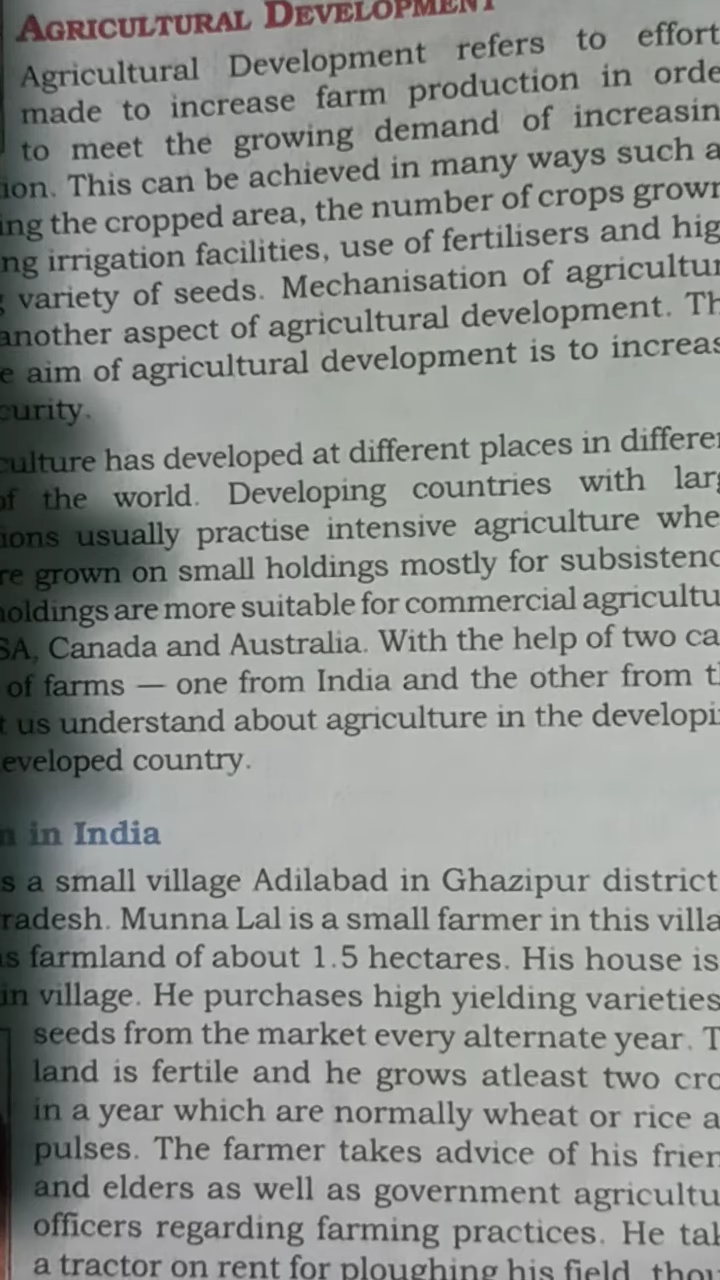 AGRICULTURAL DEVELOPMENT
Agricultural Development refers to effort
made to increase farm production in orde
to meet the growing demand of increasin
ion. This can be achieved in many ways such a
ing the cropped area, the number of crops grown
ng irrigation facilities, use of fertilisers and hig
variety of seeds. Mechanisation of agricultur
another aspect of agricultural development. Th
e aim of agricultural development is to increas
curity.
culture has developed at different places in differen
of the world. Developing countries with larg
ions usually practise intensive agriculture whe
re grown on small holdings mostly for subsistenc
holdings are more suitable for commercial agricultu
SA, Canada and Australia. With the help of two ca
of farms — one from India and the other from th
t us understand about agriculture in the developi
eveloped country.
n in India
s a small village Adilabad in Ghazipur district
radesh. Munna Lal is a small farmer in this villa
as farmland of about 1.5 hectares. His house is
in village. He purchases high yielding varieties
seeds from the market every alternate year. T
land is fertile and he grows atleast two cro
in a year which are normally wheat or rice a
pulses. The farmer takes advice of his frien
and elders as well as government agricultu
officers regarding farming practices. He tak
a tractor on rent for ploughing his field, thou